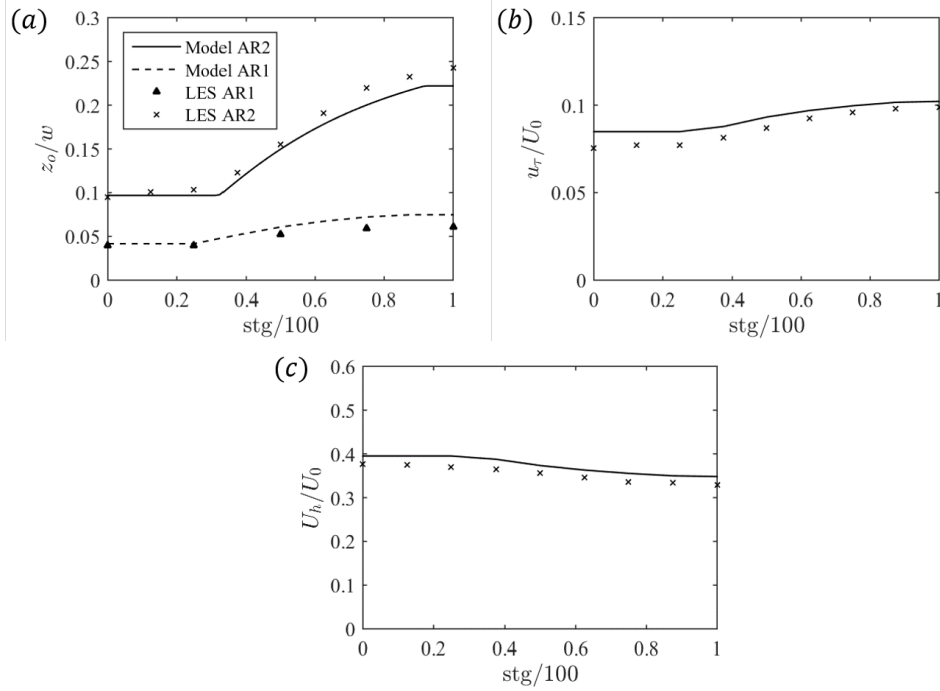 (a)
0.3
0.25
0.2
0.15
0.1
0.05
0
z_o/w
Model AR2
Model AR1
LES AR1
LES AR2
0 0.2 0.4 0.6 0.8 1
stg/100
(b)
0.15
0.1
0.05
0
u_τ/U_0
0 0.2 0.4 0.6 0.8 1
stg/100
(c)
0.6
0.5
0.4
0.3
0.2
0.1
0
U_h/U_0
0 0.2 0.4 0.6 0.8 1
stg/100